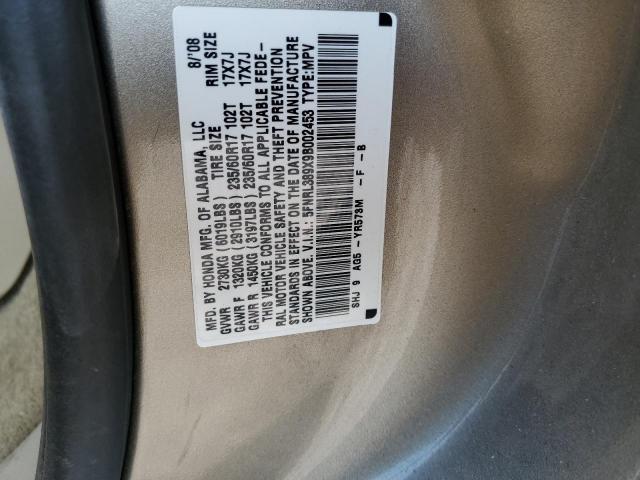 MFD. BY HONDA MFG. OF ALABAMA, LLC 8/'08
GVWR 2730KG (6019LBS) TIRE SIZE RIM SIZE
GAWR F 1320KG (2910LBS) 235/60R17 102T 17X7J
GAWR R 1450KG (3197LBS) 235/60R17 102T 17X7J
THIS VEHICLE CONFORMS TO ALL APPLICABLE FEDE-
RAL MOTOR VEHICLE SAFETY AND THEFT PREVENTION
STANDARDS IN EFFECT ON THE DATE OF MANUFACTURE
SHOWN ABOVE. V.I.N.: 5FNRL389X9B002453 TYPE:MPV
SHJ 9 AG5 -YR573M -F -B